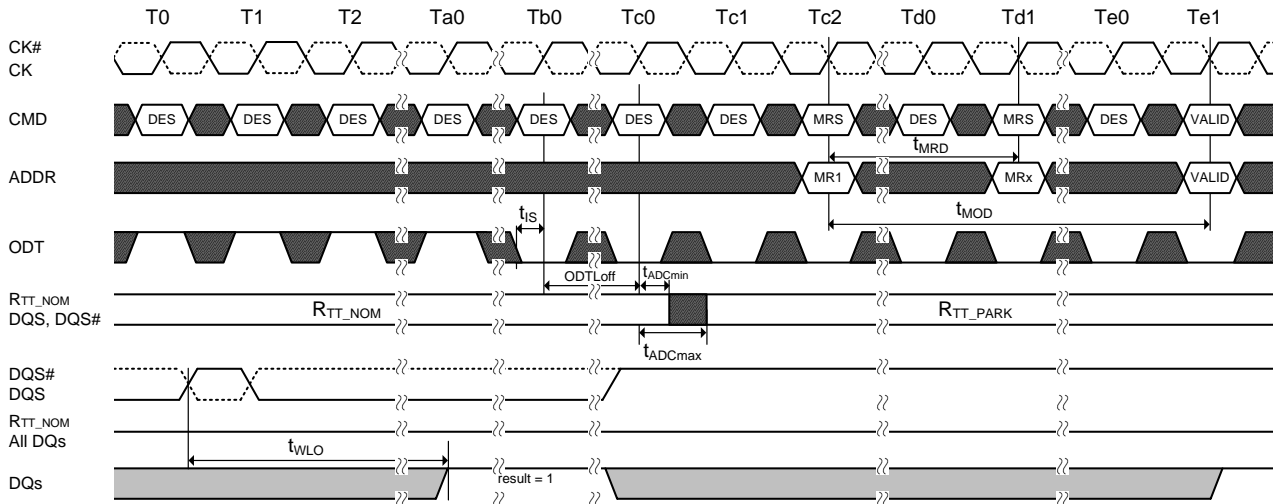 T0 T1 T2 Ta0 Tb0 Tc0 Tc1 Tc2 Td0 Td1 Te0 Te1
CK#
CK
CMD DES DES DES DES DES DES DES MRS DES MRS DES VALID
tMRD
ADDR MR1 MRx VALID
tIS
tMOD
ODT
ODTLoff tADCmin
RTT_NOM
DQS, DQS# RTT_NOM RTT_PARK
tADCmax
DQS#
DQS
RTT_NOM
All DQs
tWLO
DQs result = 1